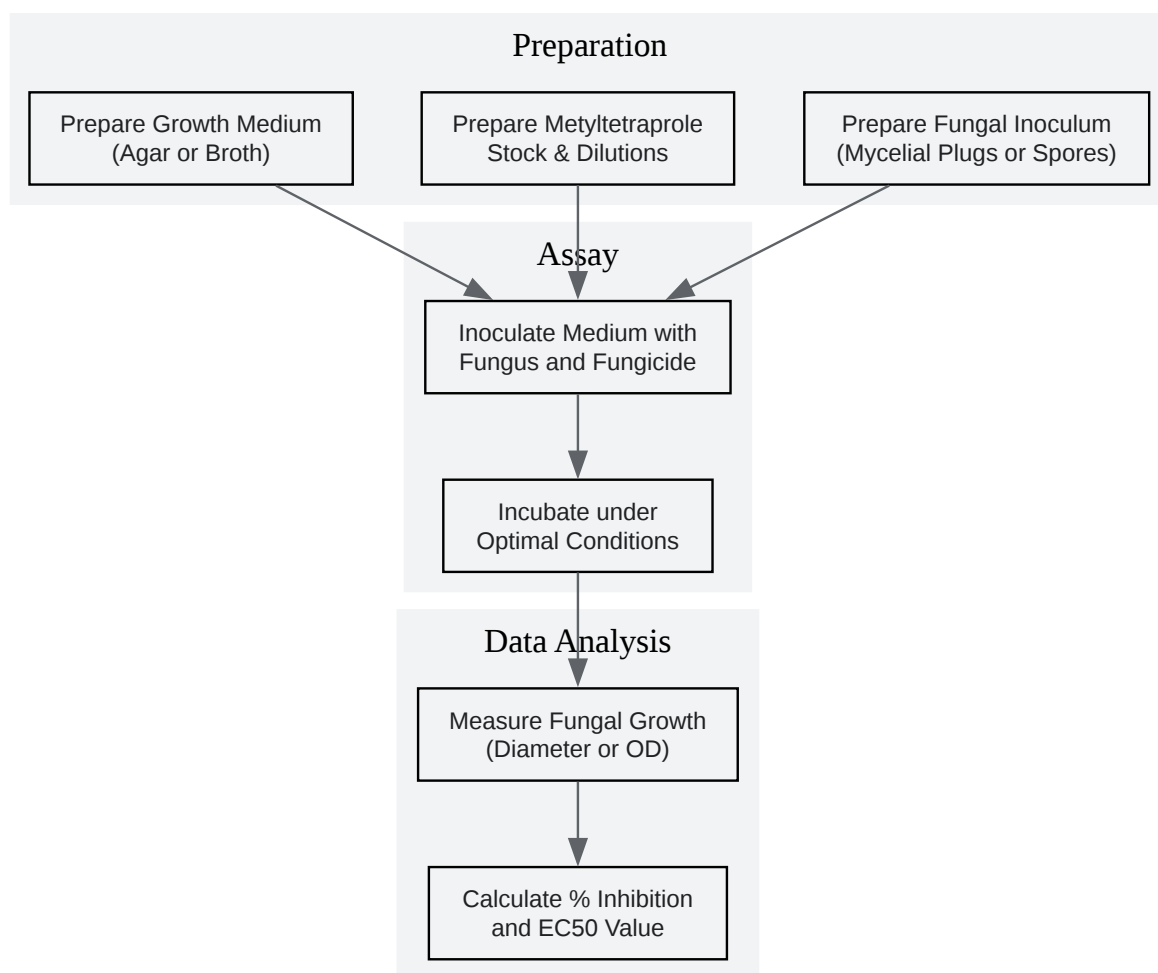 Preparation
Prepare Growth Medium
(Agar or Broth)
Prepare Metyltetraprole
Stock & Dilutions
Prepare Fungal Inoculum
(Mycelial Plugs or Spores)
Assay
Inoculate Medium with
Fungus and Fungicide
Incubate under
Optimal Conditions
Data Analysis
Measure Fungal Growth
(Diameter or OD)
Calculate % Inhibition
and EC50 Value